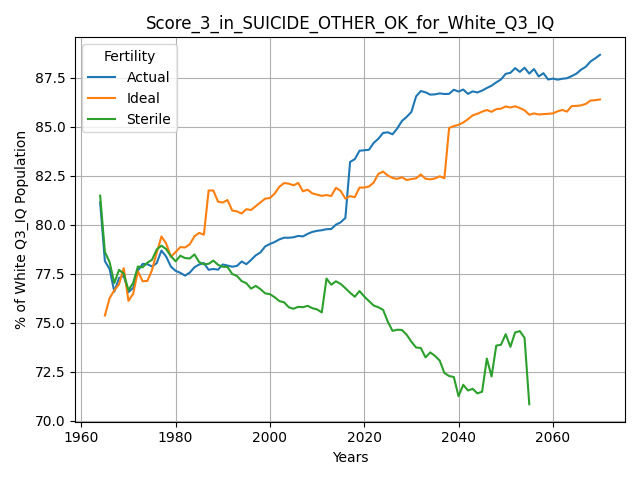 Score_3_in_SUICIDE_OTHER_OK_for_White_Q3_IQ
Fertility
Actual
Ideal
Sterile
% of White Q3_IQ Population
87.5
85.0
82.5
80.0
77.5
75.0
72.5
70.0
1960
1980
2000
2020
2040
2060
Years